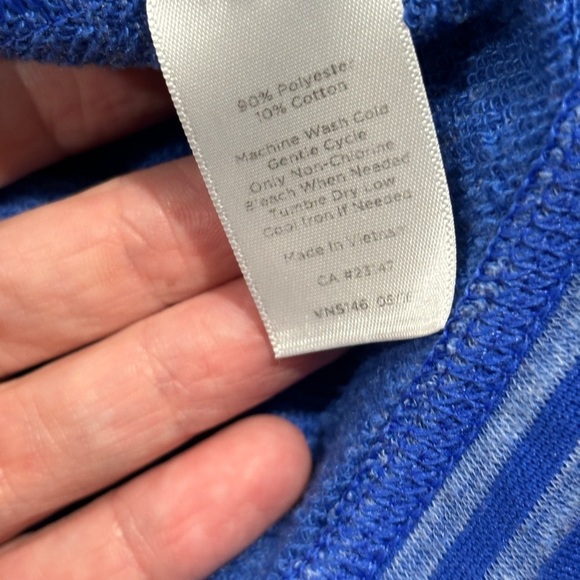 90% Polyester
10% Cotton
Machine Wash Cold
Gentle Cycle
Only Non-Chlorine
Bleach When Needed
Tumble Dry Low
Cool Iron If Needed
Made In Vietnam
CA #23147
VN5146